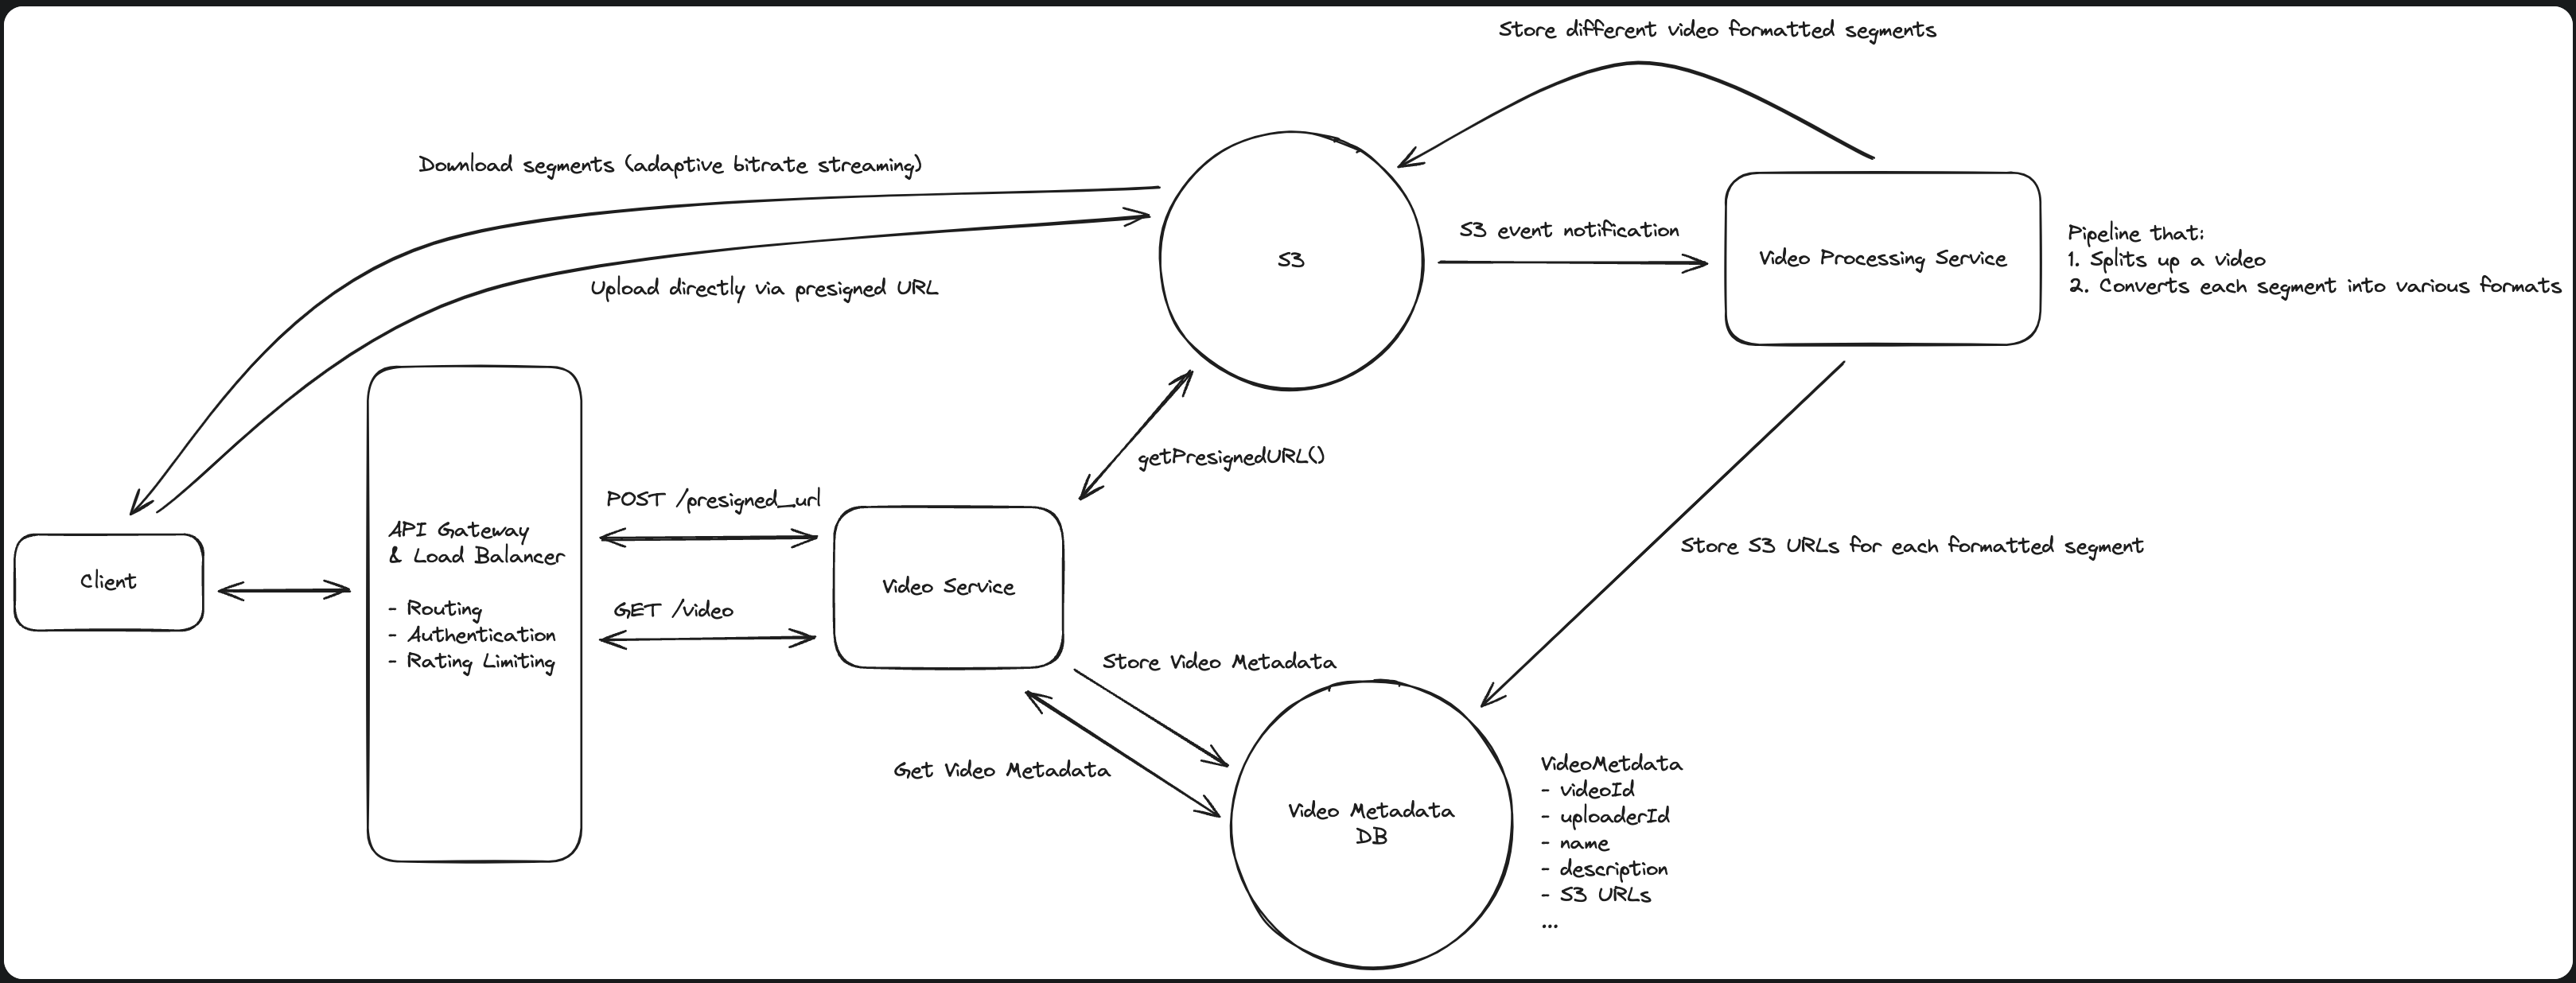 Store different video formatted segments
Download segments (adaptive bitrate streaming)
Upload directly via presigned URL
S3
S3 event notification
Video Processing Service
Pipeline that:
1. Splits up a video
2. Converts each segment into various formats
getPresignedURL()
Client
API Gateway
& Load Balancer
- Routing
- Authentication
- Rating Limiting
POST /presigned_url
GET /video
Video Service
Store S3 URLs for each formatted segment
Store Video Metadata
Get Video Metadata
Video Metadata
DB
VideoMetdata
- videoId
- uploaderId
- name
- description
- S3 URLs
...